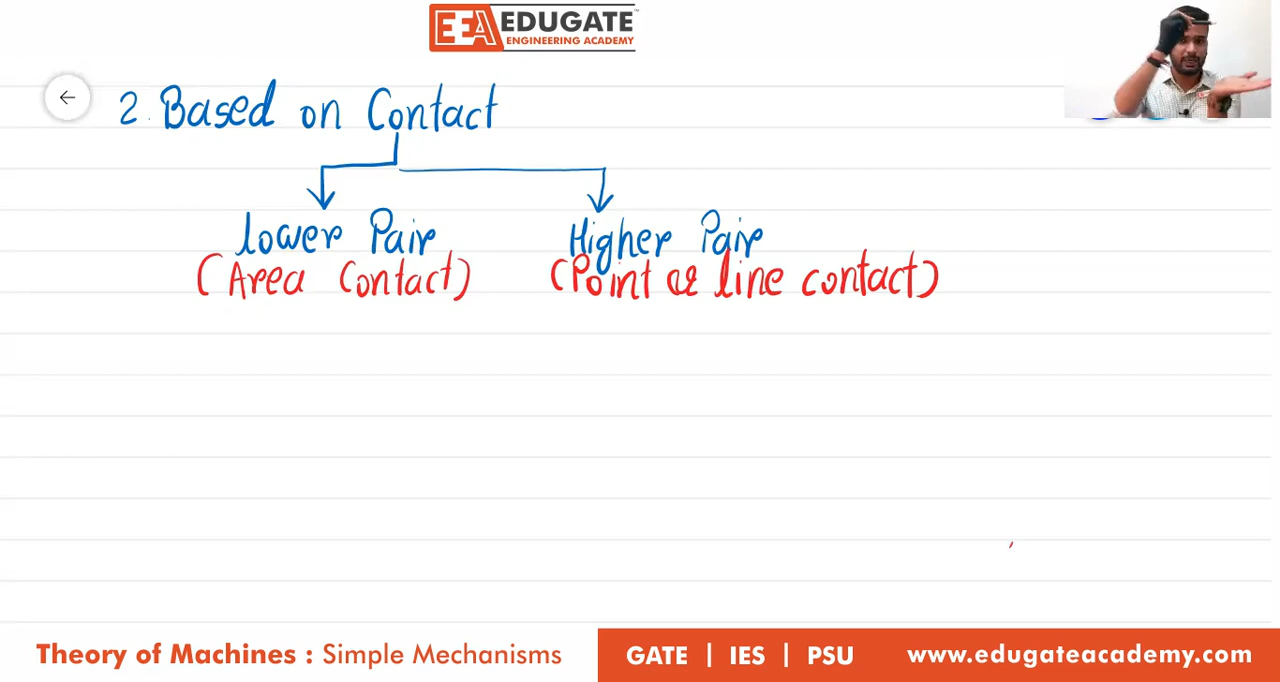 EEA EDUGATE
ENGINEERING ACADEMY
2. Based on Contact
Lower Pair Higher Pair
(Area Contact) (Point or line contact)
Theory of Machines : Simple Mechanisms
GATE | IES | PSU www.edugateacademy.com